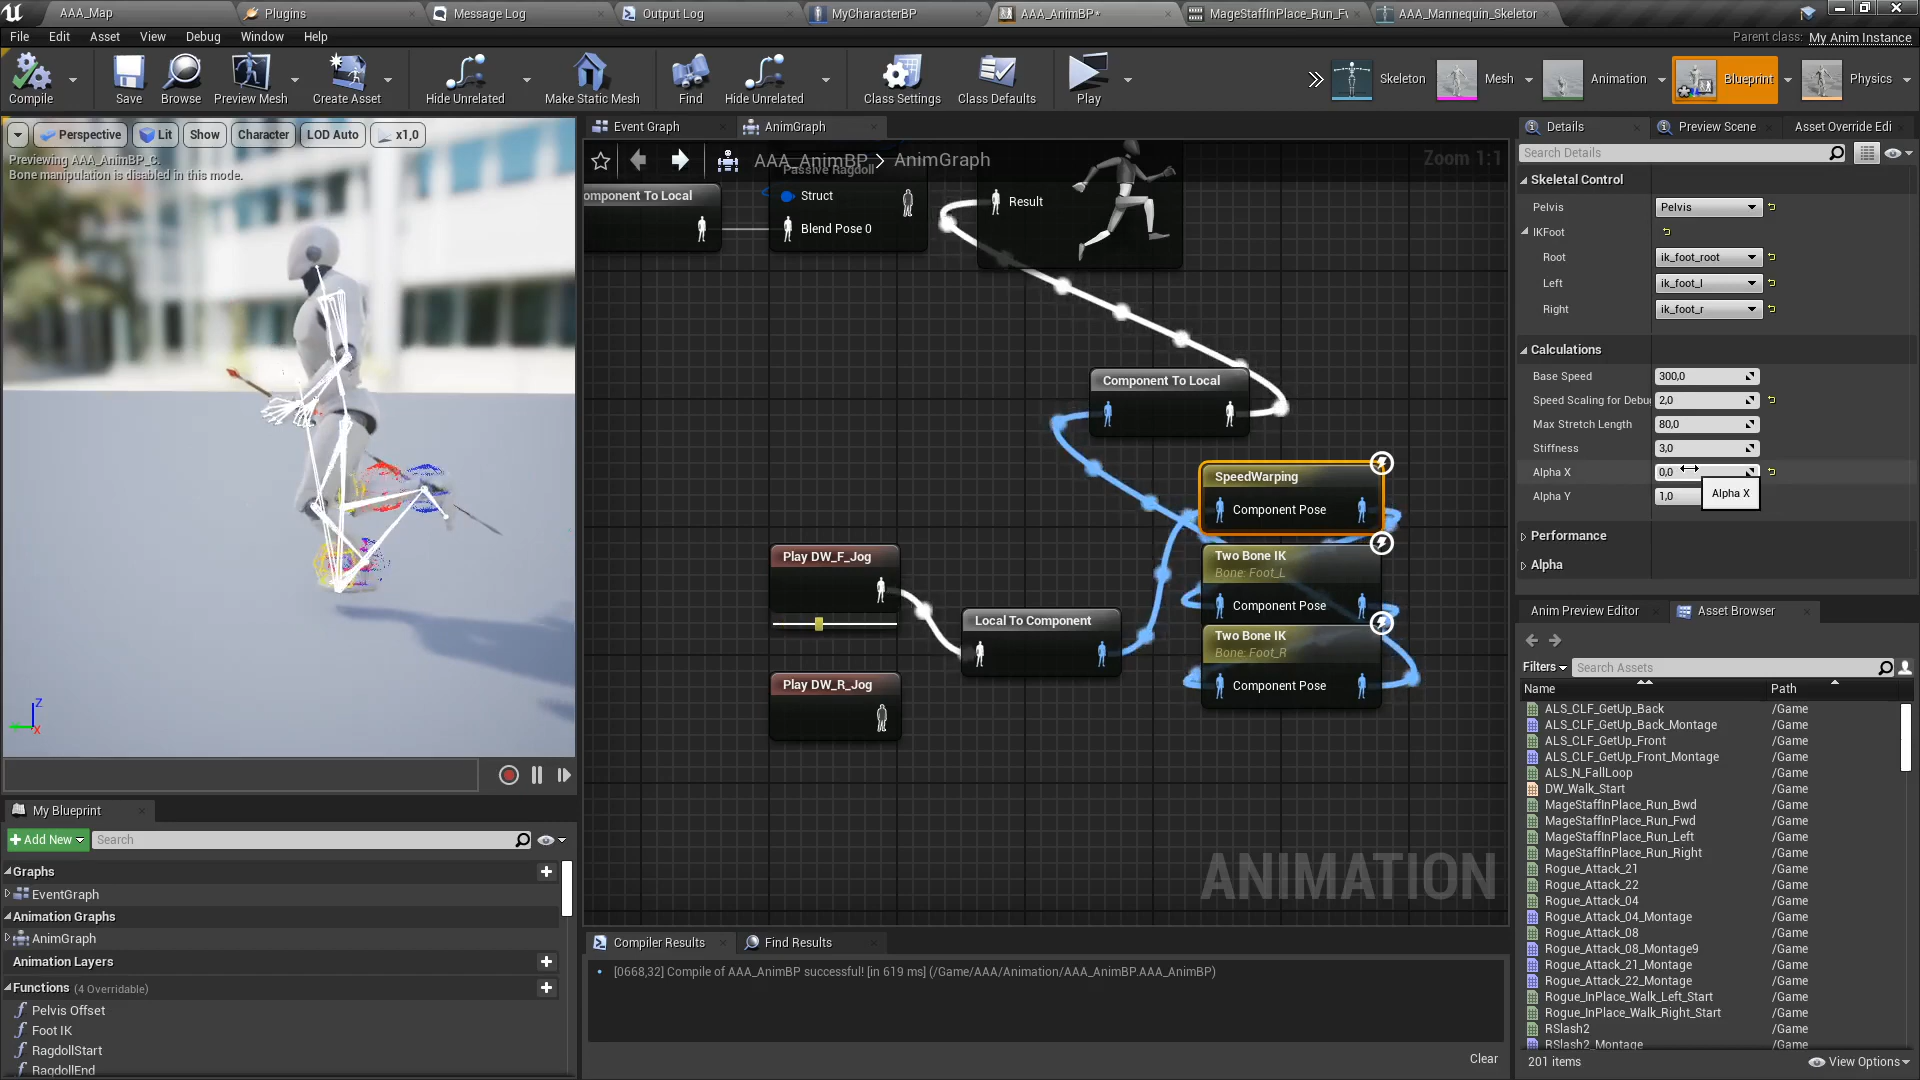 AAA_Map
Plugins
Message Log
Output Log
MyCharacterBP
AAA_AnimBP*
MageStaffInPlace_Run_Fv
AAA_Mannequin_Skeletor
File Edit Asset View Debug Window Help
Parent class: My Anim Instance
Compile
Save
Browse
Preview Mesh
Create Asset
Hide Unrelated
Make Static Mesh
Find
Hide Unrelated
Class Settings
Class Defaults
Play
Skeleton
Mesh
Animation
Blueprint
Physics
Perspective
Lit
Show
Character
LOD Auto
x1,0
Previewing AAA_AnimBP_C.
Bone manipulation is disabled in this mode.
Z
X
My Blueprint
Add New
Search
Graphs
EventGraph
Animation Graphs
AnimGraph
Animation Layers
Functions (4 Overridable)
Pelvis Offset
Foot IK
RagdollStart
RagdollEnd
Event Graph
AnimGraph
AAA_AnimBP > AnimGraph
Zoom 1:1
omponent To Local
Passive Ragdoll
Struct
Blend Pose 0
Result
Component To Local
SpeedWarping
Component Pose
Two Bone IK
Bone: Foot_L
Component Pose
Two Bone IK
Bone: Foot_R
Component Pose
Play DW_F_Jog
Local To Component
Play DW_R_Jog
ANIMATION
Compiler Results
Find Results
[0668,32] Compile of AAA_AnimBP successful! [in 619 ms] (/Game/AAA/Animation/AAA_AnimBP.AAA_AnimBP)
Clear
Details
Preview Scene
Asset Override Edi
Search Details
Skeletal Control
Pelvis Pelvis
IKFoot
Root ik_foot_root
Left ik_foot_l
Right ik_foot_r
Calculations
Base Speed 300,0
Speed Scaling for Debu 2,0
Max Stretch Length 80,0
Stiffness 3,0
Alpha X 0,0
Alpha Y 1,0
Alpha X
Performance
Alpha
Anim Preview Editor
Asset Browser
Filters
Search Assets
Name Path
ALS_CLF_GetUp_Back /Game
ALS_CLF_GetUp_Back_Montage /Game
ALS_CLF_GetUp_Front /Game
ALS_CLF_GetUp_Front_Montage /Game
ALS_N_FallLoop /Game
DW_Walk_Start /Game
MageStaffInPlace_Run_Bwd /Game
MageStaffInPlace_Run_Fwd /Game
MageStaffInPlace_Run_Left /Game
MageStaffInPlace_Run_Right /Game
Rogue_Attack_21 /Game
Rogue_Attack_22 /Game
Rogue_Attack_04 /Game
Rogue_Attack_04_Montage /Game
Rogue_Attack_08 /Game
Rogue_Attack_08_Montage9 /Game
Rogue_Attack_21_Montage /Game
Rogue_Attack_22_Montage /Game
Rogue_InPlace_Walk_Left_Start /Game
Rogue_InPlace_Walk_Right_Start /Game
RSlash2 /Game
RSlash2_Montage /Game
201 items
View Options